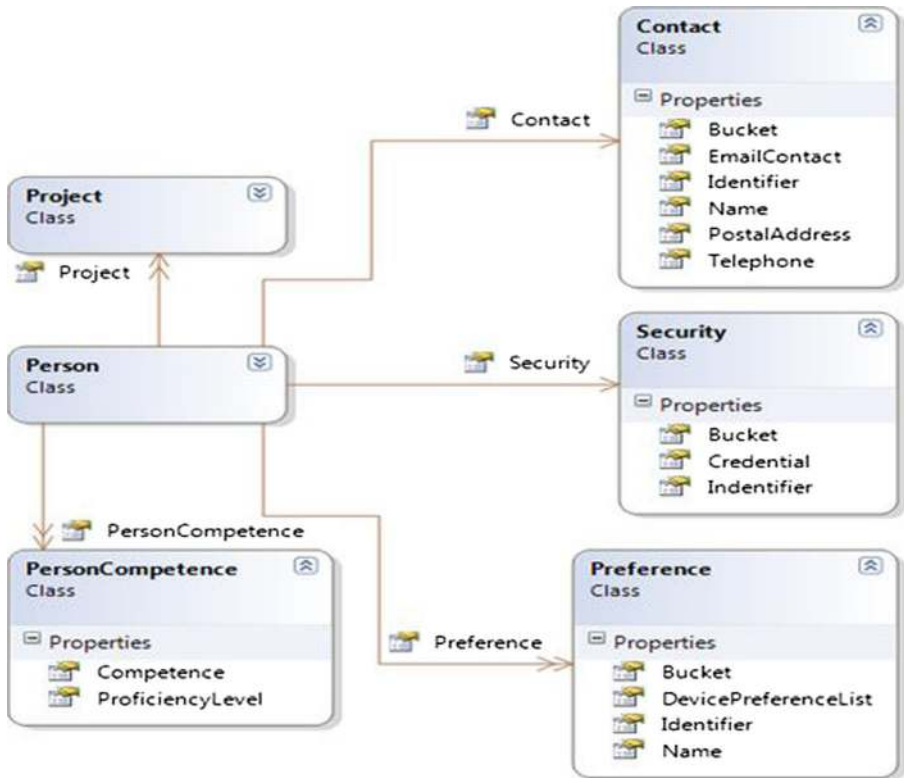 Contact
Class
Properties
Bucket
EmailContact
Identifier
Name
PostalAddress
Telephone
Contact
Project
Class
Project
Person
Class
Security
Security
Class
Properties
Bucket
Credential
Indentifier
PersonCompetence
PersonCompetence
Class
Properties
Competence
ProficiencyLevel
Preference
Preference
Class
Properties
Bucket
DevicePreferenceList
Identifier
Name